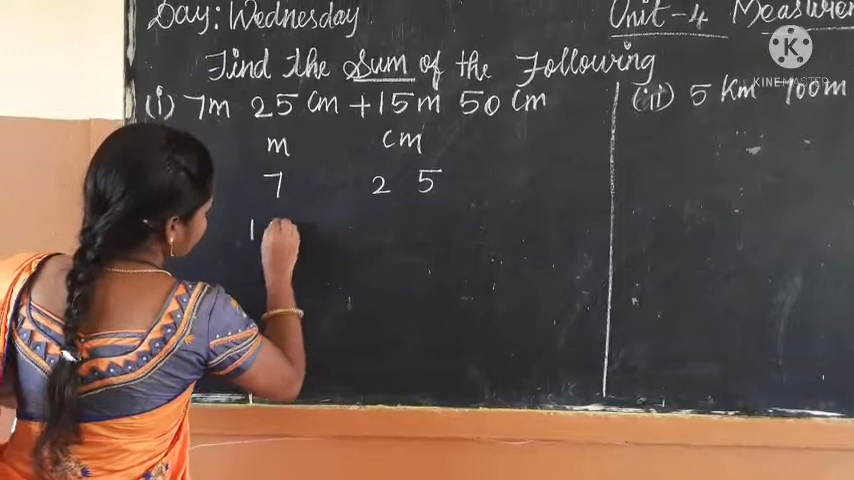 Day: Wednesday Unit-4
Find the Sum of the Following
(i) 7m 25 Cm + 15m 50 Cm (ii) 5 Km 700m
m Cm
7 2 5
1
K
KINEMASTER